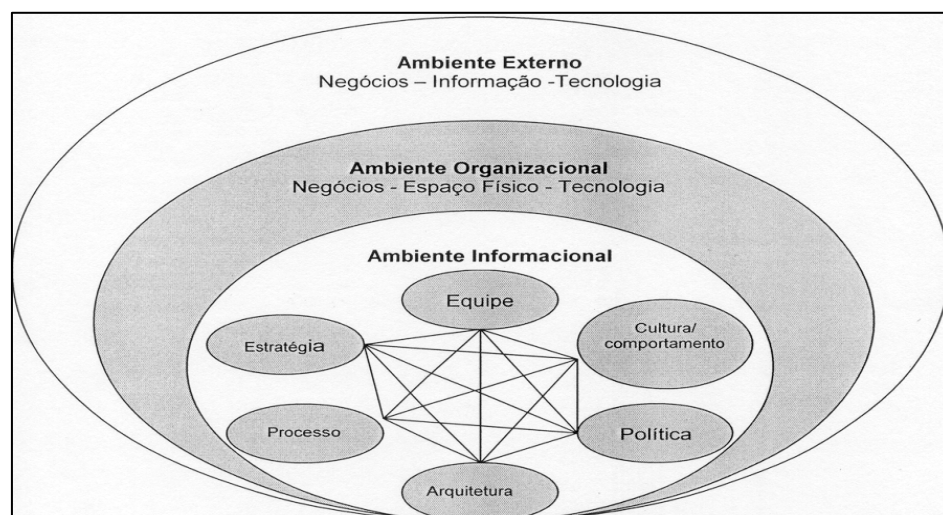 Ambiente Externo
Negócios – Informação -Tecnologia
Ambiente Organizacional
Negócios - Espaço Físico - Tecnologia
Ambiente Informacional
Equipe
Estratégia
Cultura/
comportamento
Processo
Política
Arquitetura